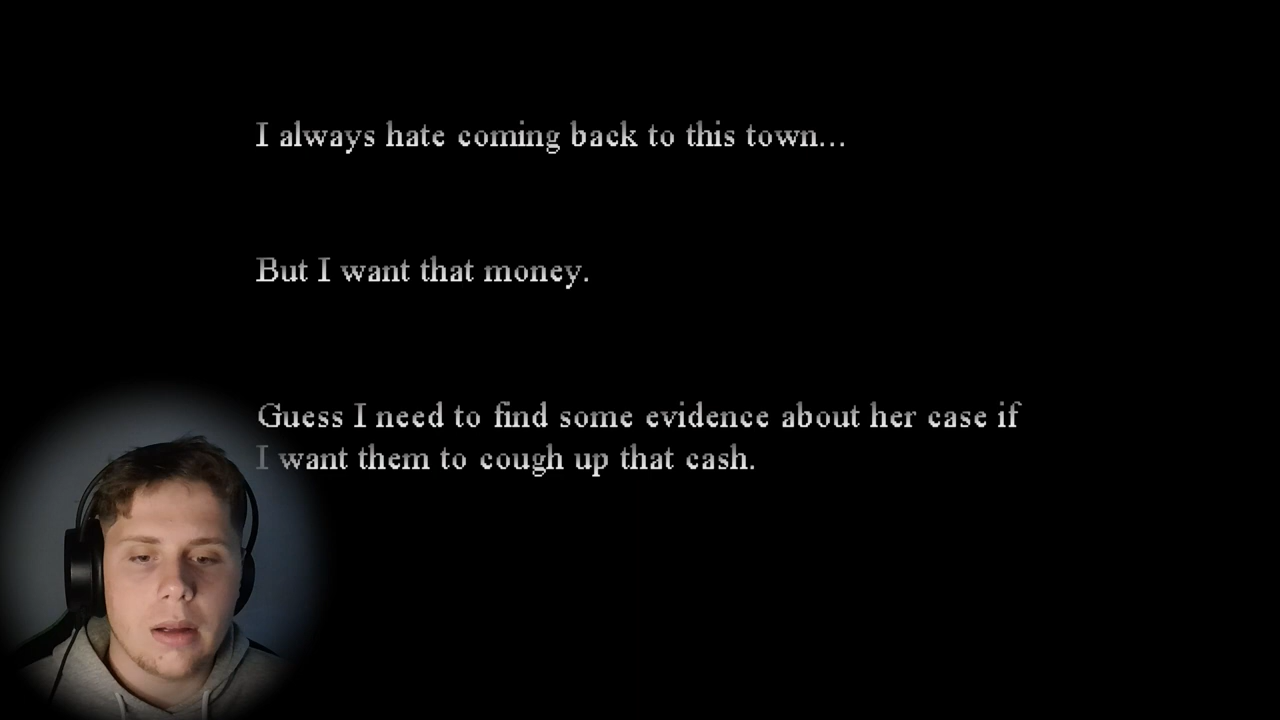 I always hate coming back to this town...
But I want that money.
Guess I need to find some evidence about her case if
I want them to cough up that cash.